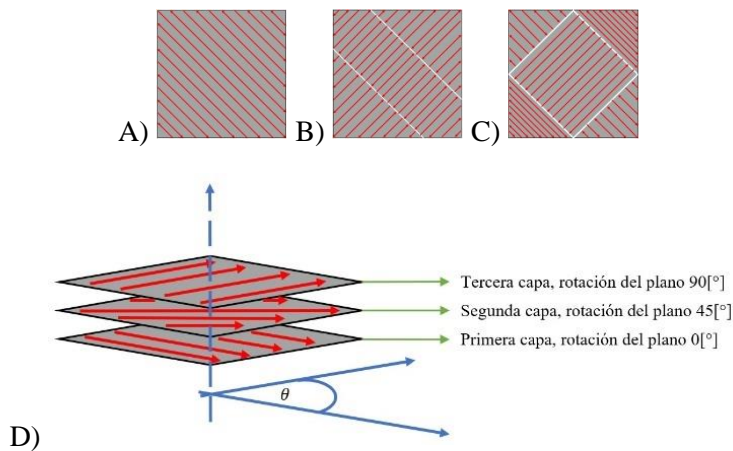 A)
B)
C)
Tercera capa, rotación del plano 90[°]
Segunda capa, rotación del plano 45[°]
Primera capa, rotación del plano 0[°]
θ
D)